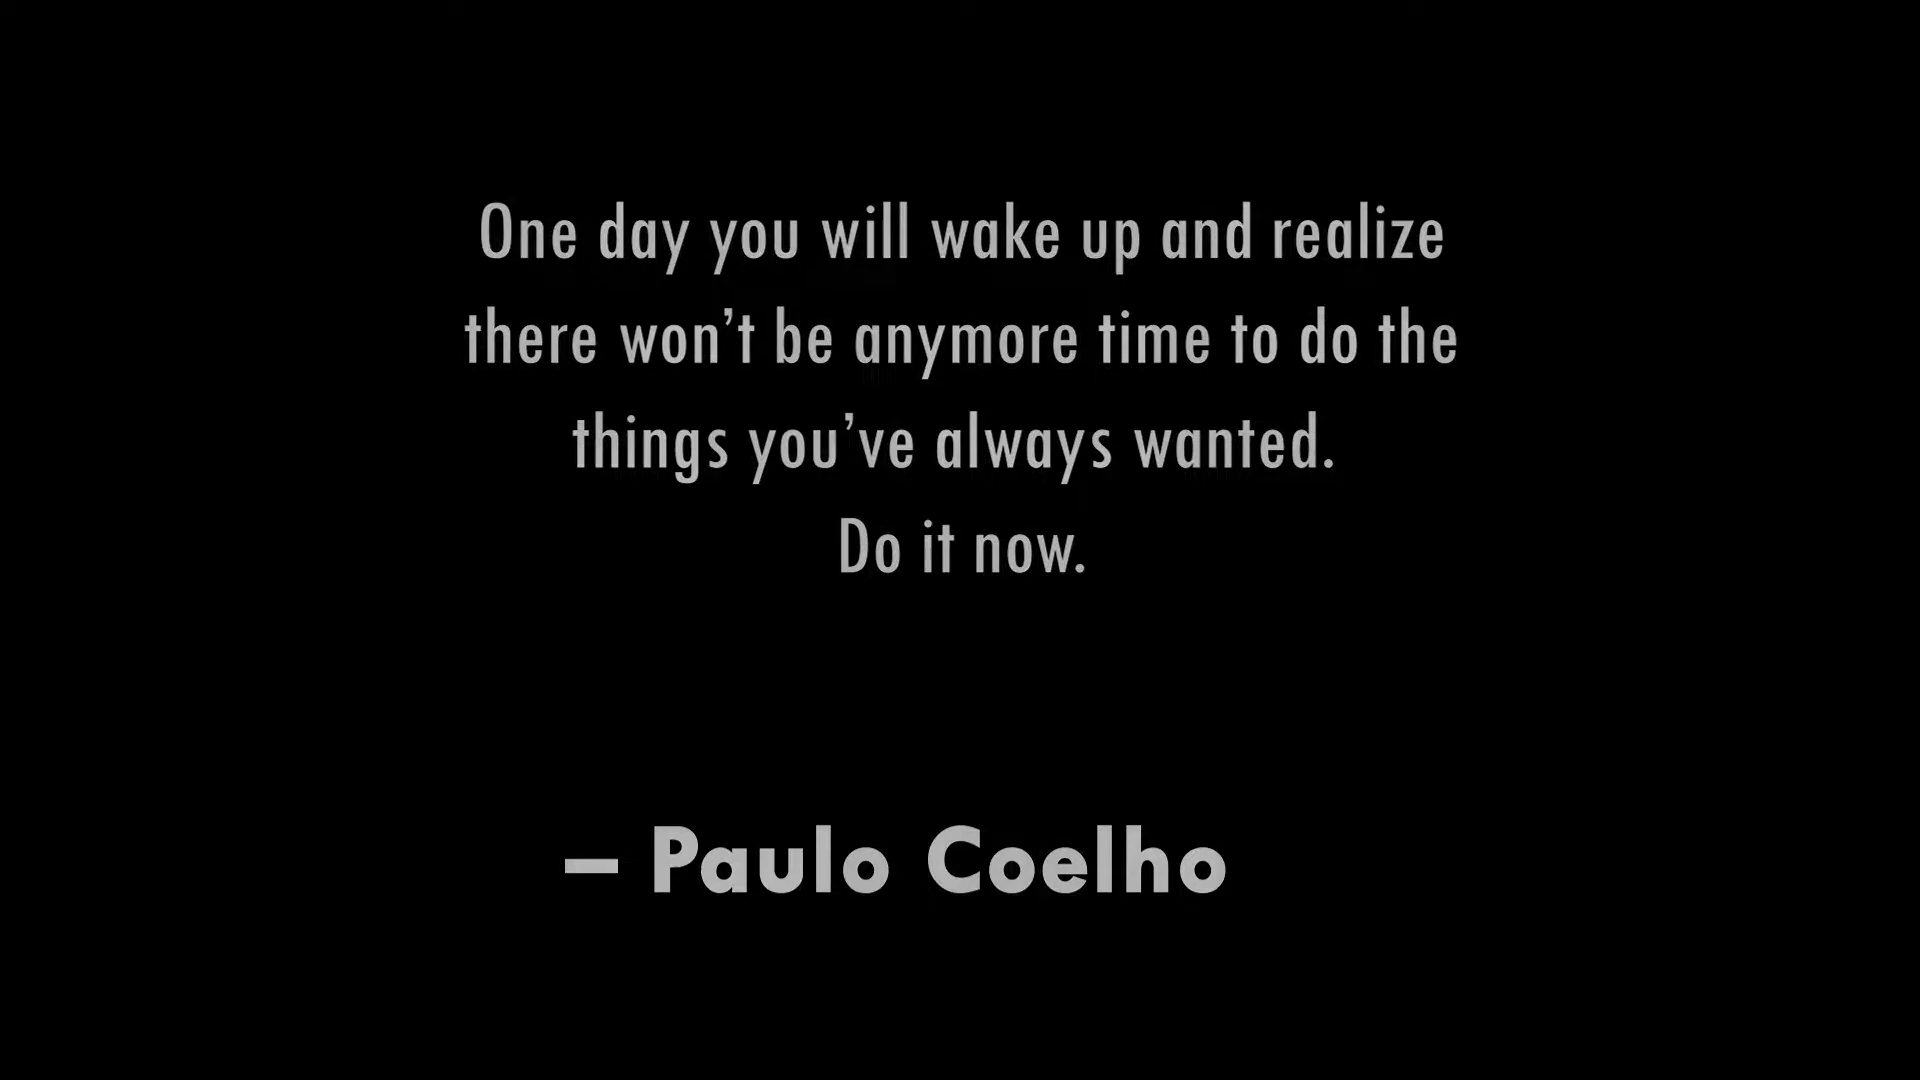 One day you will wake up and realize
there won’t be anymore time to do the
things you’ve always wanted.
Do it now.
– Paulo Coelho